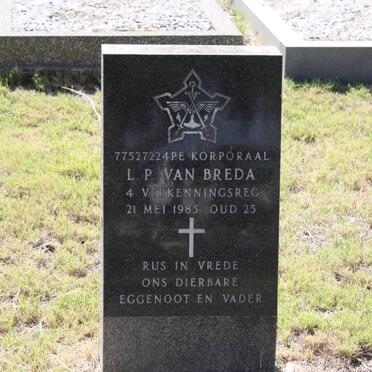 77527224PE KORPORAAL
L. P. VAN BREDA
4 VERKENNINGSREG
21 MEI 1985 OUD 25
RUS IN VREDE
ONS DIERBARE
EGGENOOT EN VADER